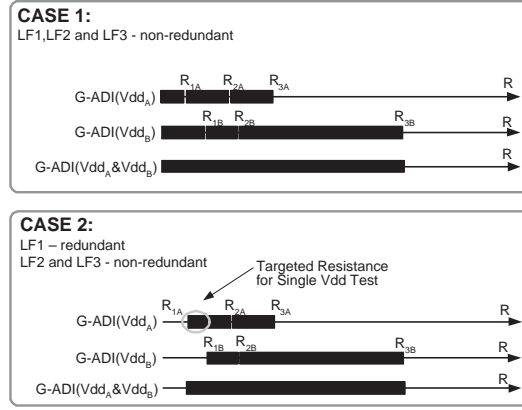 CASE 1:
LF1,LF2 and LF3 - non-redundant
R1A R2A R3A R
G-ADI(VddA)
R1B R2B R3B R
G-ADI(VddB)
R
G-ADI(VddA&VddB)
CASE 2:
LF1 – redundant
LF2 and LF3 - non-redundant
Targeted Resistance
for Single Vdd Test
R1A R2A R3A R
G-ADI(VddA)
R1B R2B R3B R
G-ADI(VddB)
R
G-ADI(VddA&VddB)